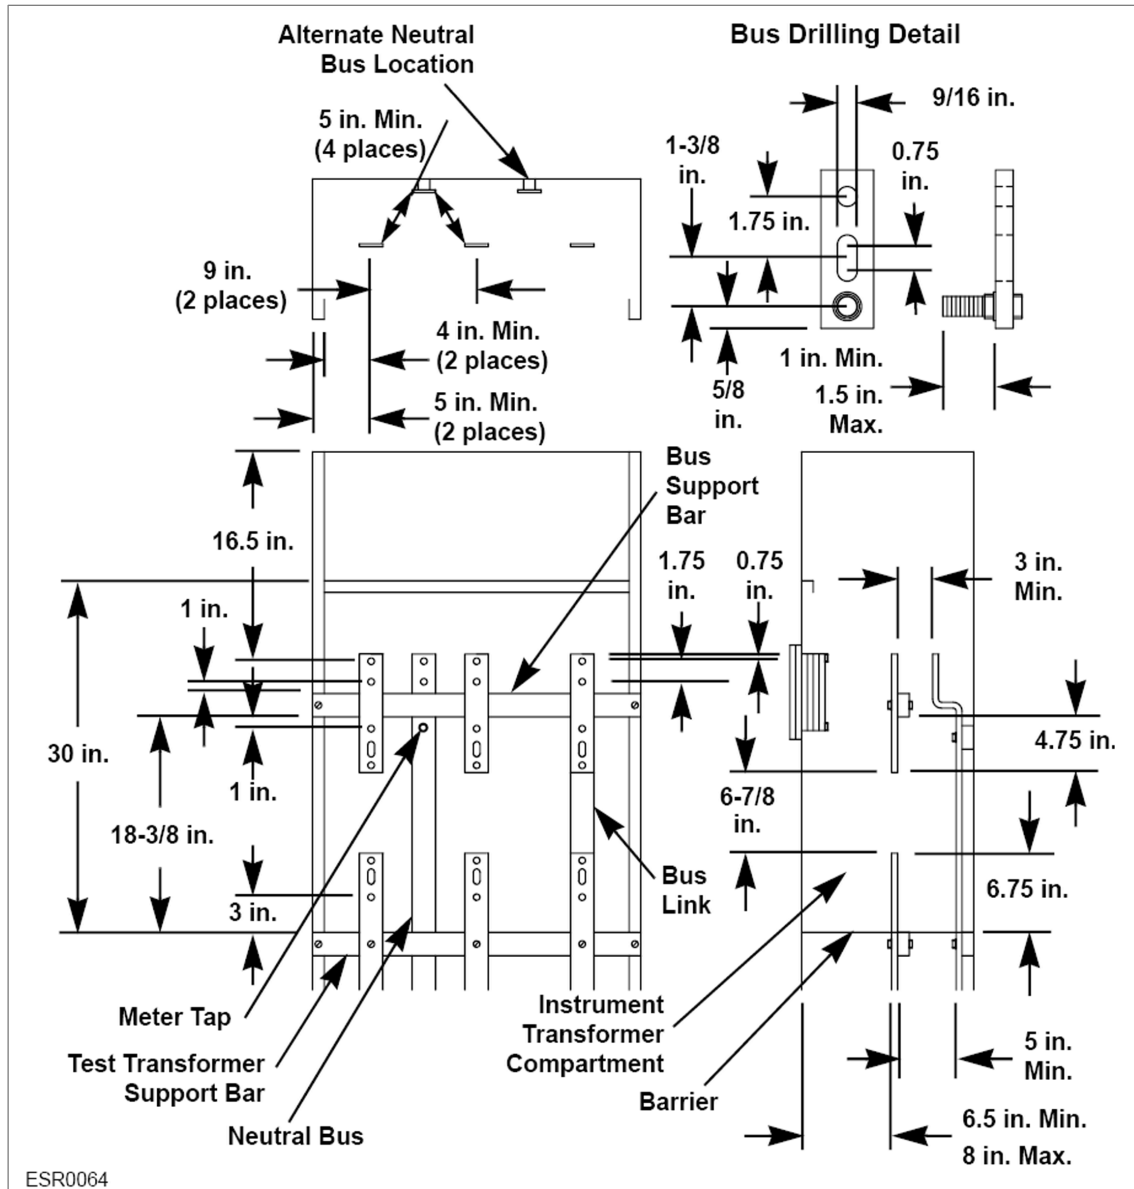 Alternate Neutral
Bus Location
Bus Drilling Detail
5 in. Min.
(4 places)
9/16 in.
1-3/8
in.
0.75
in.
1.75 in.
9 in.
(2 places)
4 in. Min.
(2 places)
5 in. Min.
(2 places)
5/8
in.
1 in. Min.
1.5 in.
Max.
Bus
Support
Bar
16.5 in.
1 in.
1.75
in.
0.75
in.
3 in.
Min.
30 in.
1 in.
18-3/8 in.
3 in.
6-7/8
in.
4.75 in.
Bus
Link
6.75 in.
Meter Tap
Test Transformer
Support Bar
Neutral Bus
Instrument
Transformer
Compartment
Barrier
5 in.
Min.
6.5 in. Min.
8 in. Max.
ESR0064